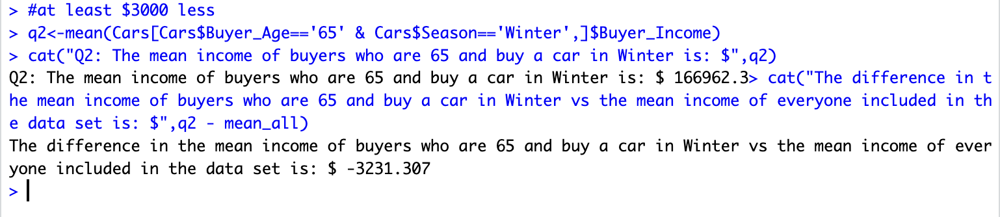 > #at least $3000 less
> q2<-mean(Cars[Cars$Buyer_Age=='65' & Cars$Season=='Winter',]$Buyer_Income)
> cat("Q2: The mean income of buyers who are 65 and buy a car in Winter is: $",q2)
Q2: The mean income of buyers who are 65 and buy a car in Winter is: $ 166962.3> cat("The difference in t
he mean income of buyers who are 65 and buy a car in Winter vs the mean income of everyone included in th
e data set is: $",q2 - mean_all)
The difference in the mean income of buyers who are 65 and buy a car in Winter vs the mean income of ever
yone included in the data set is: $ -3231.307
>